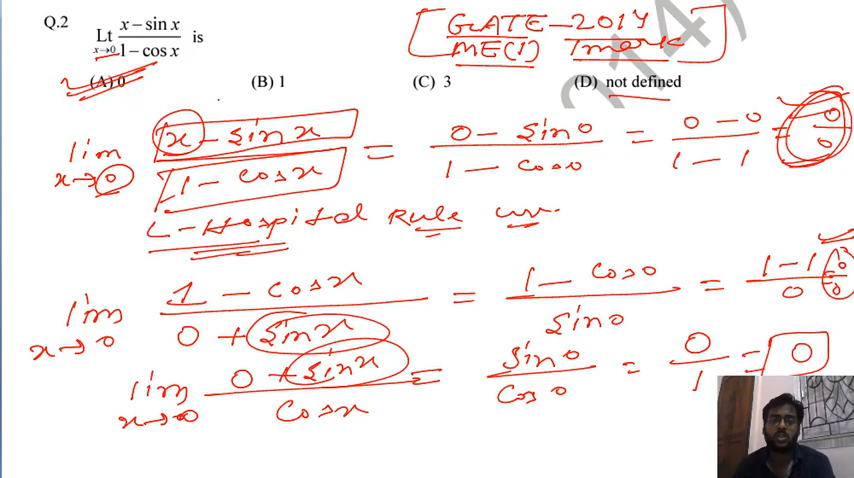 Q.2 Lt x→0 (x − sin x)/(1 − cos x) is
[GATE-2014
ME(1) 1mark]
(A) 0 (B) 1 (C) 3 (D) not defined
lim x→0 (x - sin x)/(1 - cos x) = (0 - sin 0)/(1 - cos 0) = (0 - 0)/(1 - 1) = 0/0
L-Hospital Rule
lim x→0 (1 - cos x)/(0 + sin x) = (1 - cos 0)/(sin 0) = (1 - 1)/0 = 0/0
lim x→0 (0 + sin x)/(cos x) = (sin 0)/(cos 0) = 0/1 = 0